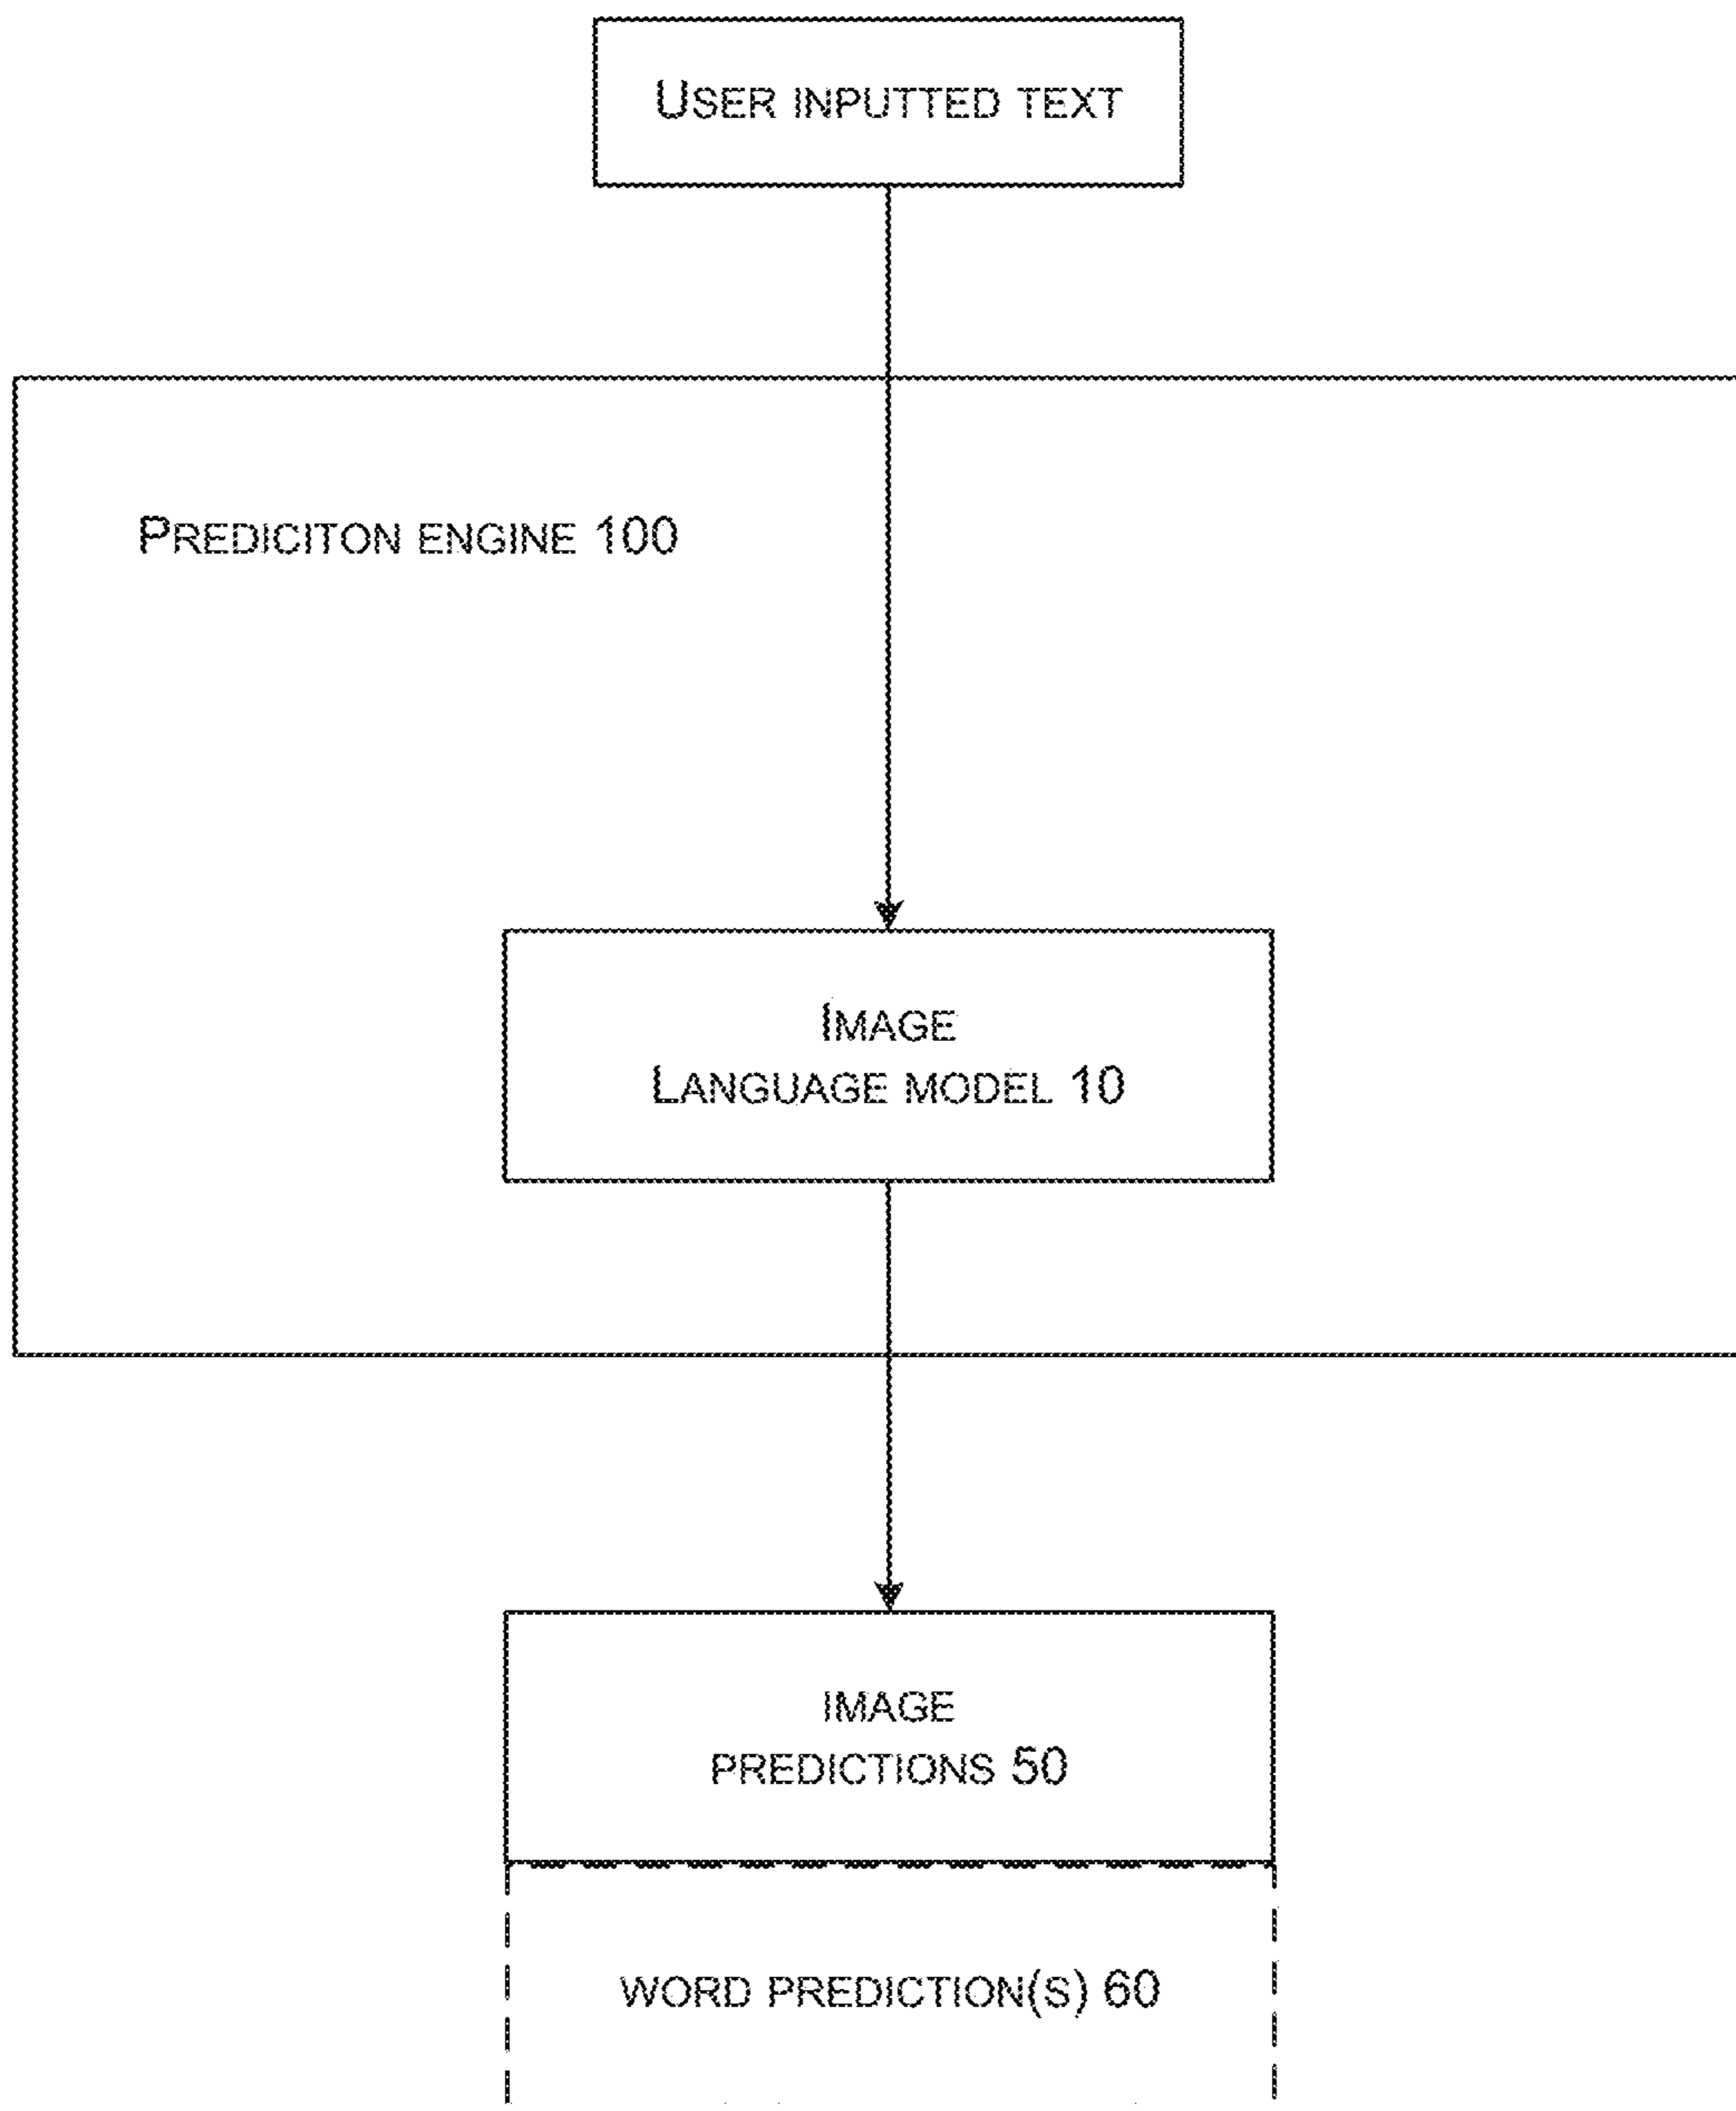 USER INPUTTED TEXT
PREDICITON ENGINE 100
IMAGE
LANGUAGE MODEL 10
IMAGE
PREDICTIONS 50
WORD PREDICTION(S) 60